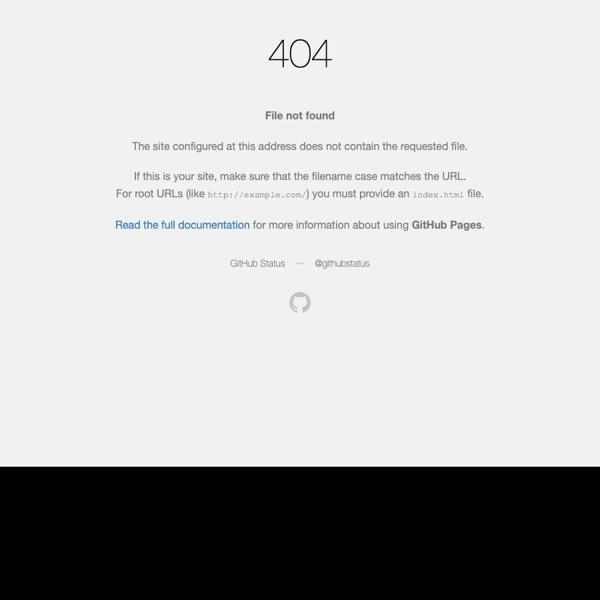 404
File not found
The site configured at this address does not contain the requested file.
If this is your site, make sure that the filename case matches the URL.
For root URLs (like http://example.com/) you must provide an index.html file.
Read the full documentation for more information about using GitHub Pages.
GitHub Status — @githubstatus